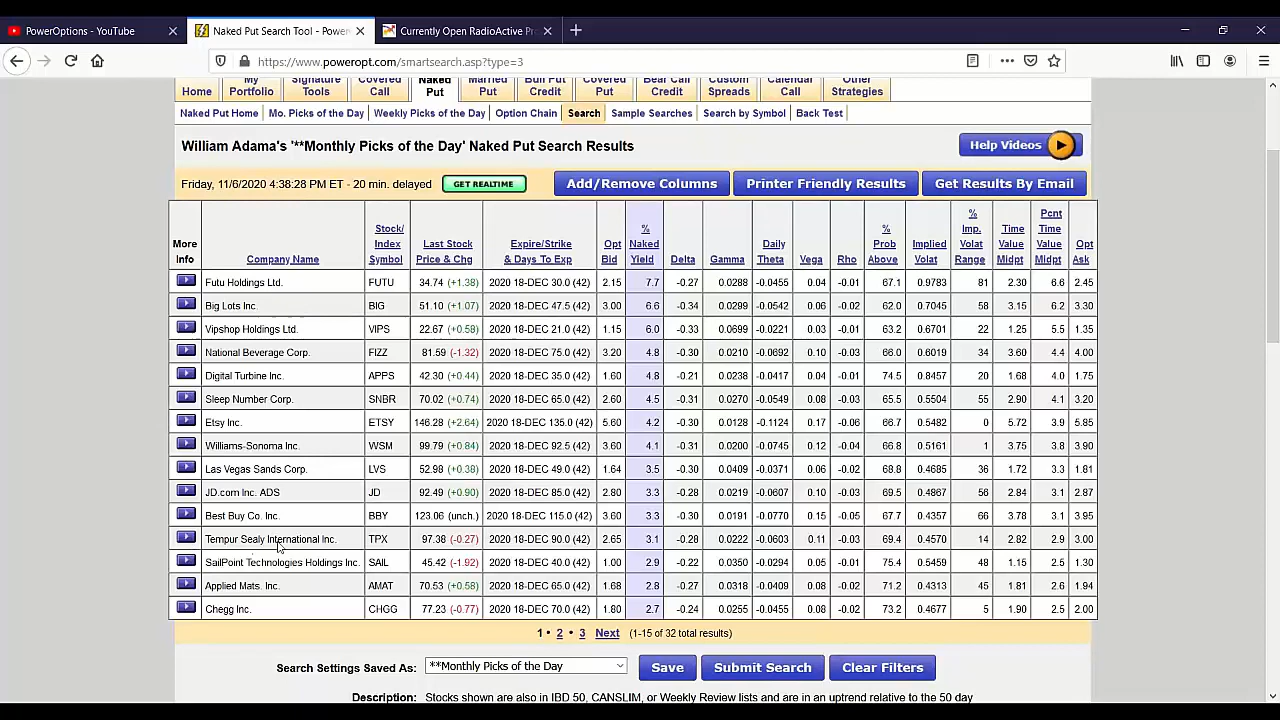 PowerOptions - YouTube
Naked Put Search Tool - Power
Currently Open RadioActive Pr
https://www.poweropt.com/smartsearch.asp?type=3
Home
My Portfolio
Signature Tools
Covered Call
Naked Put
Married Put
Bull Put Credit
Covered Put
Bear Call Credit
Custom Spreads
Calendar Call
Other Strategies
Naked Put Home Mo. Picks of the Day Weekly Picks of the Day Option Chain Search Sample Searches Search by Symbol Back Test
William Adama's '**Monthly Picks of the Day' Naked Put Search Results
Help Videos
Friday, 11/6/2020 4:38:28 PM ET - 20 min. delayed GET REALTIME Add/Remove Columns Printer Friendly Results Get Results By Email
More Info
Company Name
Stock/ Index Symbol
Last Stock Price & Chg
Expire/Strike & Days To Exp
Opt Bid
% Naked Yield
Delta
Gamma
Daily Theta
Vega
Rho
% Prob Above
Implied Volat
% Imp. Volat Range
Time Value Midpt
Pcnt Time Value Midpt
Opt Ask
Futu Holdings Ltd. FUTU 34.74 (+1.38) 2020 18-DEC 30.0 (42) 2.15 7.7 -0.27 0.0288 -0.0455 0.04 -0.01 67.1 0.9783 81 2.30 6.6 2.45
Big Lots Inc. BIG 51.10 (+1.07) 2020 18-DEC 47.5 (42) 3.00 6.6 -0.34 0.0299 -0.0542 0.06 -0.02 62.0 0.7045 58 3.15 6.2 3.30
Vipshop Holdings Ltd. VIPS 22.67 (+0.58) 2020 18-DEC 21.0 (42) 1.15 6.0 -0.33 0.0699 -0.0221 0.03 -0.01 63.2 0.6701 22 1.25 5.5 1.35
National Beverage Corp. FIZZ 81.59 (-1.32) 2020 18-DEC 75.0 (42) 3.20 4.8 -0.30 0.0210 -0.0692 0.10 -0.03 66.0 0.6019 34 3.60 4.4 4.00
Digital Turbine Inc. APPS 42.30 (+0.44) 2020 18-DEC 35.0 (42) 1.60 4.8 -0.21 0.0238 -0.0417 0.04 -0.01 74.5 0.8457 20 1.68 4.0 1.75
Sleep Number Corp. SNBR 70.02 (+0.74) 2020 18-DEC 65.0 (42) 2.60 4.5 -0.31 0.0270 -0.0549 0.08 -0.03 65.5 0.5504 55 2.90 4.1 3.20
Etsy Inc. ETSY 146.28 (+2.64) 2020 18-DEC 135.0 (42) 5.60 4.2 -0.30 0.0128 -0.1124 0.17 -0.06 66.7 0.5482 0 5.72 3.9 5.85
Williams-Sonoma Inc. WSM 99.79 (+0.84) 2020 18-DEC 92.5 (42) 3.60 4.1 -0.31 0.0200 -0.0745 0.12 -0.04 66.8 0.5161 1 3.75 3.8 3.90
Las Vegas Sands Corp. LVS 52.98 (+0.38) 2020 18-DEC 49.0 (42) 1.64 3.5 -0.30 0.0409 -0.0371 0.06 -0.02 68.8 0.4685 36 1.72 3.3 1.81
JD.com Inc. ADS JD 92.49 (+0.90) 2020 18-DEC 85.0 (42) 2.80 3.3 -0.28 0.0219 -0.0607 0.10 -0.03 69.5 0.4867 56 2.84 3.1 2.87
Best Buy Co. Inc. BBY 123.06 (unch.) 2020 18-DEC 115.0 (42) 3.60 3.3 -0.30 0.0191 -0.0770 0.15 -0.05 67.7 0.4357 66 3.78 3.1 3.95
Tempur Sealy International Inc. TPX 97.38 (-0.27) 2020 18-DEC 90.0 (42) 2.65 3.1 -0.28 0.0222 -0.0603 0.11 -0.03 69.4 0.4570 14 2.82 2.9 3.00
SailPoint Technologies Holdings Inc. SAIL 45.42 (-1.92) 2020 18-DEC 40.0 (42) 1.00 2.9 -0.22 0.0350 -0.0294 0.05 -0.01 75.4 0.5459 48 1.15 2.5 1.30
Applied Mats. Inc. AMAT 70.53 (+0.58) 2020 18-DEC 65.0 (42) 1.68 2.8 -0.27 0.0318 -0.0409 0.08 -0.02 71.2 0.4313 45 1.81 2.6 1.94
Chegg Inc. CHGG 77.23 (-0.77) 2020 18-DEC 70.0 (42) 1.80 2.7 -0.24 0.0255 -0.0455 0.08 -0.02 73.2 0.4677 5 1.90 2.5 2.00
1 • 2 • 3 Next (1-15 of 32 total results)
Search Settings Saved As: **Monthly Picks of the Day Save Submit Search Clear Filters
Description: Stocks shown are also in IBD 50, CANSLIM, or Weekly Review lists and are in an uptrend relative to the 50 day